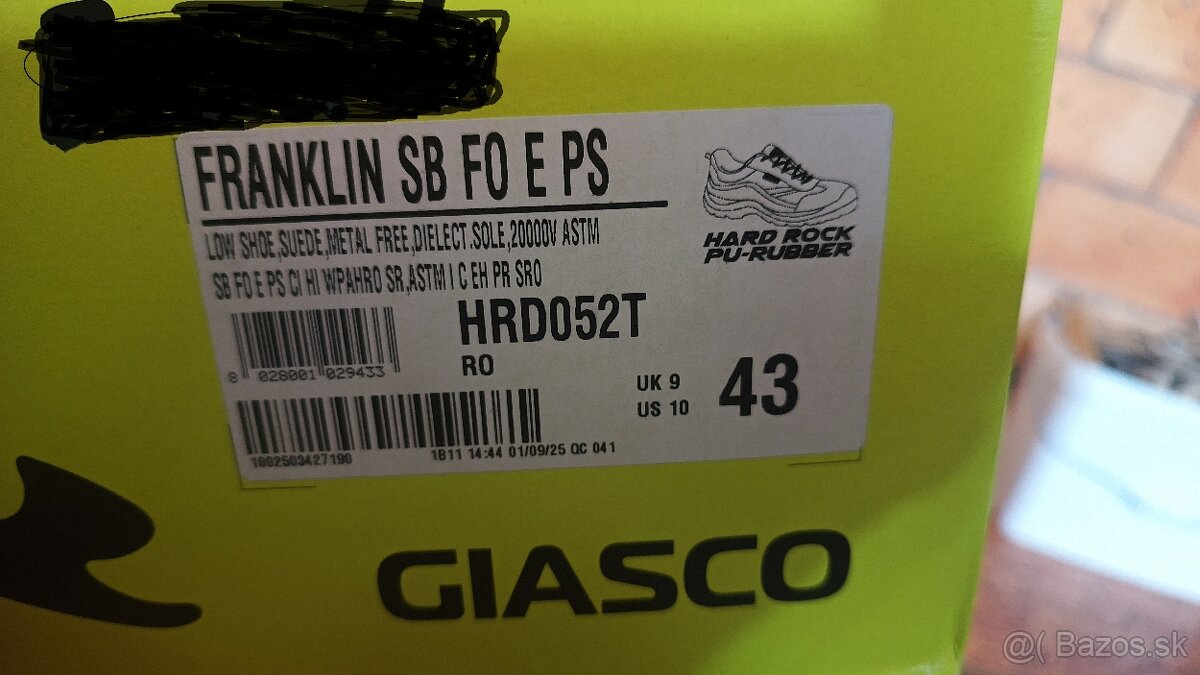 FRANKLIN SB FO E PS
LOW SHOE,SUEDE,METAL FREE,DIELECT.SOLE,20000V ASTM
SB FO E PS CI HI WPAHRO SR,ASTM I C EH PR SRO
HARD ROCK
PU-RUBBER
HRD052T
RO
8 028001 029433
UK 9
US 10
43
1002503427190
1B11 14:44 01/09/25 QC 041
GIASCO
@( Bazos.sk